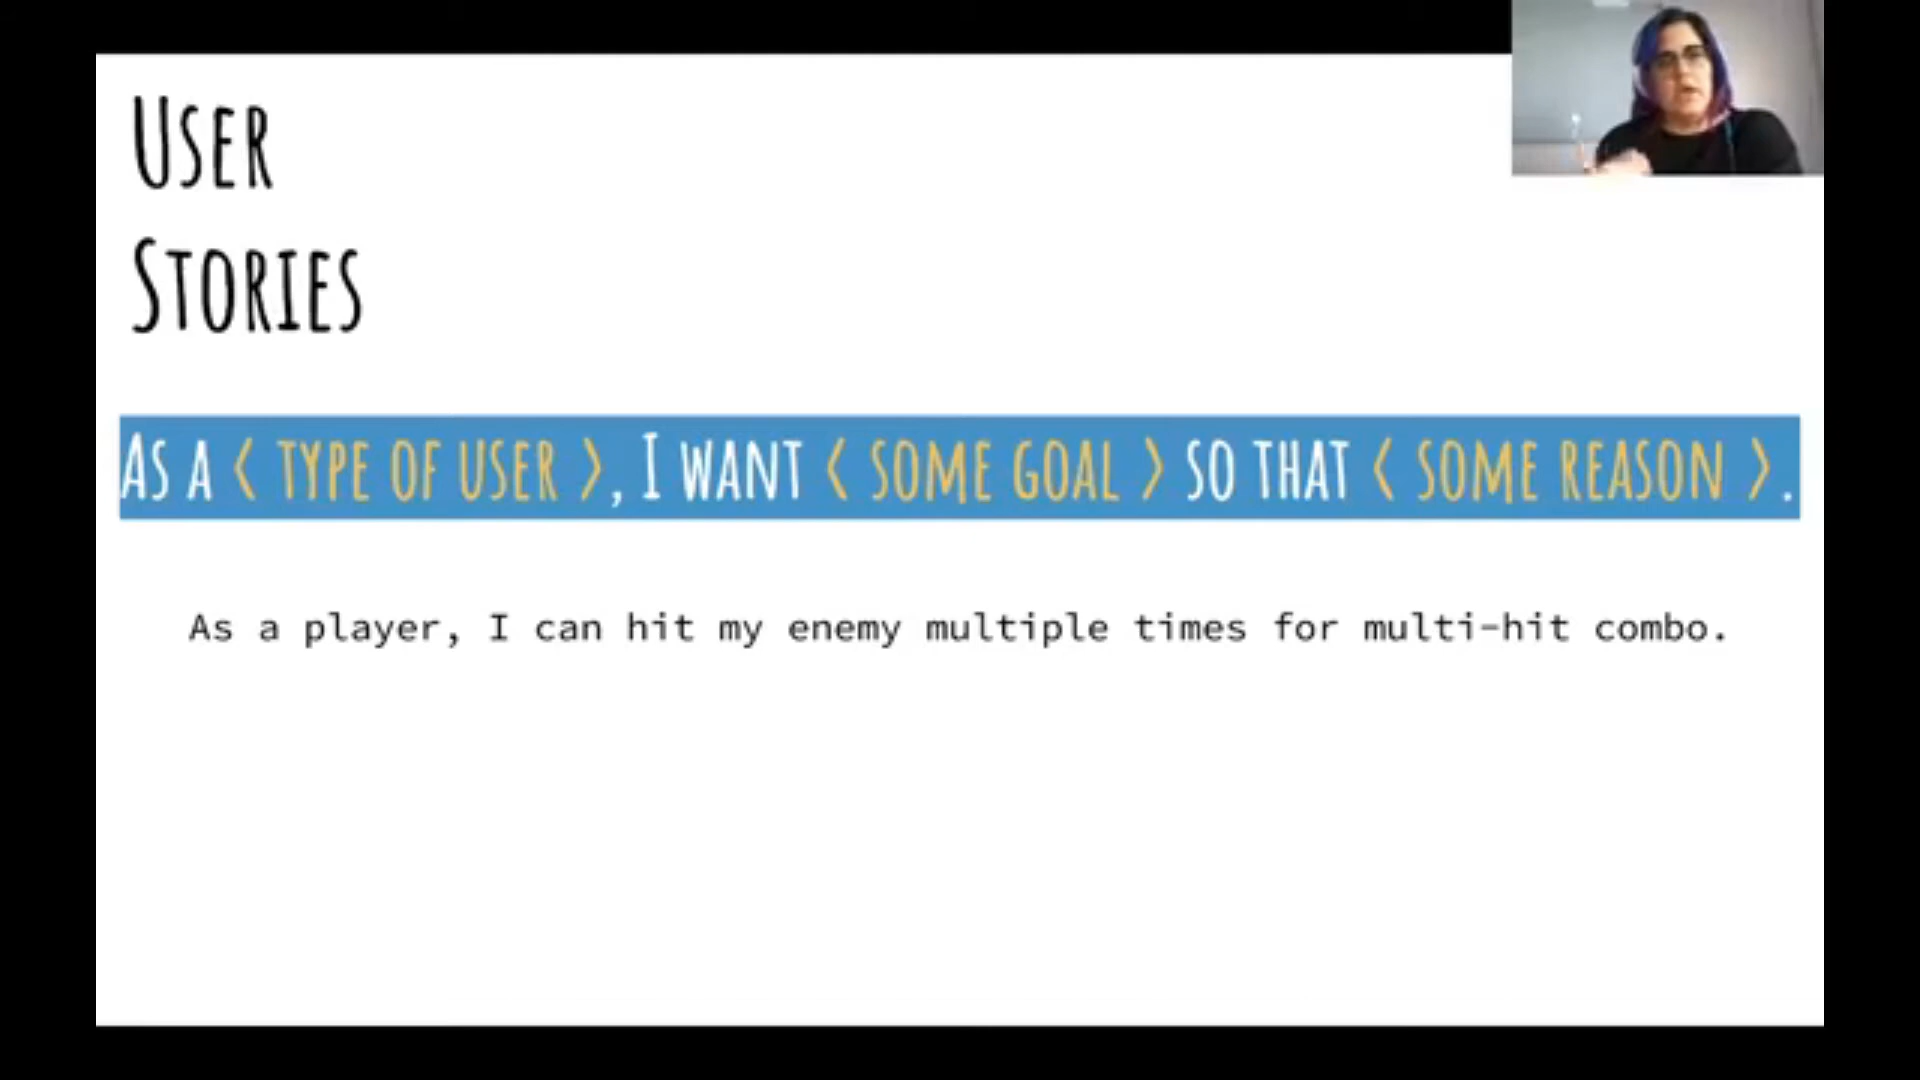 User
Stories
As a < type of user >, I want < some goal > so that < some reason >.
As a player, I can hit my enemy multiple times for multi-hit combo.